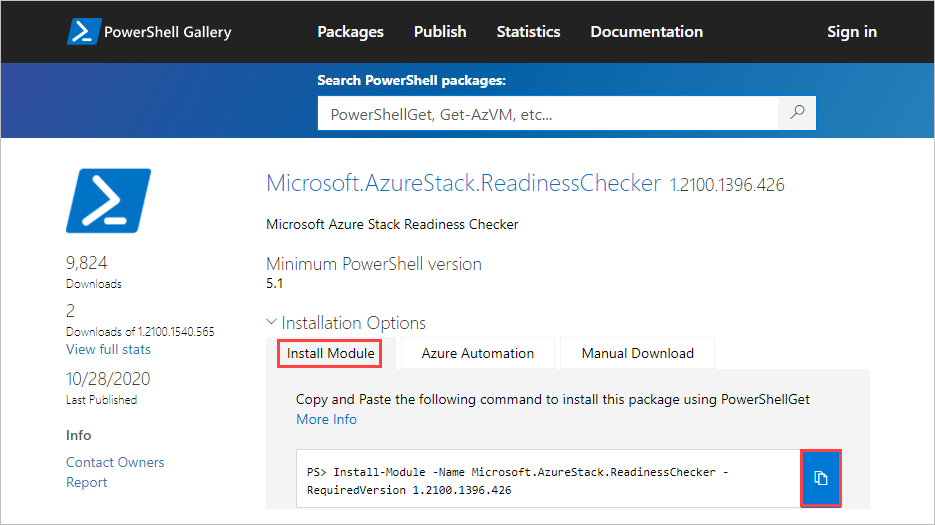 PowerShell Gallery
Packages
Publish
Statistics
Documentation
Sign in
Search PowerShell packages:
PowerShellGet, Get-AzVM, etc...
Microsoft.AzureStack.ReadinessChecker 1.2100.1396.426
Microsoft Azure Stack Readiness Checker
Minimum PowerShell version
5.1
9,824
Downloads
2
Downloads of 1.2100.1540.565
View full stats
10/28/2020
Last Published
Info
Contact Owners
Report
Installation Options
Install Module
Azure Automation
Manual Download
Copy and Paste the following command to install this package using PowerShellGet
More Info
PS> Install-Module -Name Microsoft.AzureStack.ReadinessChecker -
RequiredVersion 1.2100.1396.426